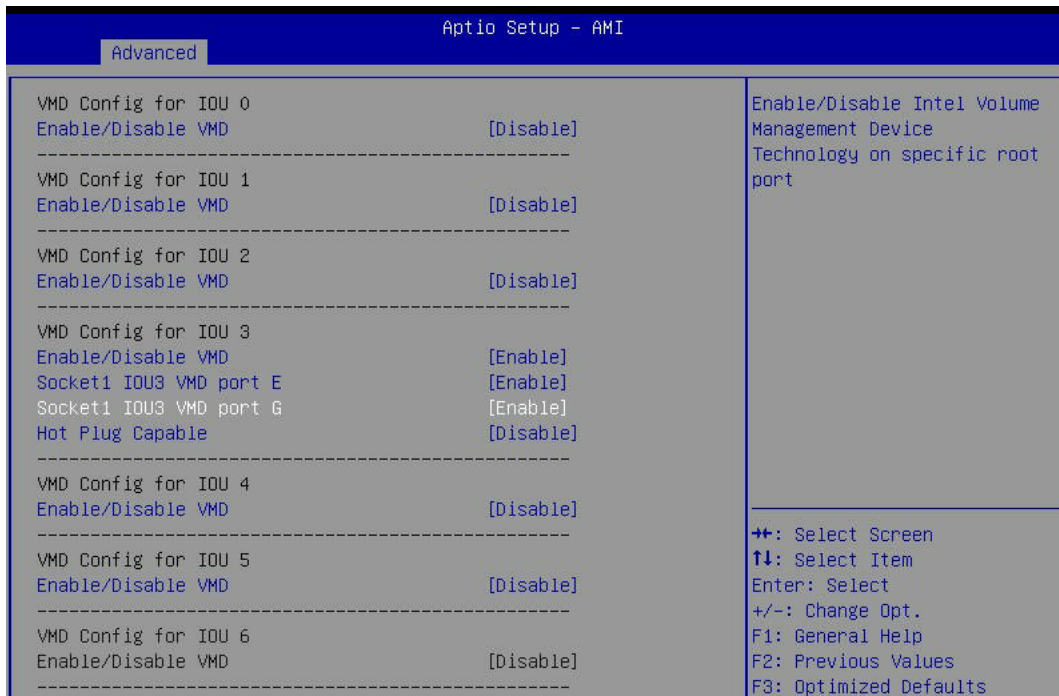 Aptio Setup - AMI
Advanced
VMD Config for IOU 0
Enable/Disable VMD [Disable]
VMD Config for IOU 1
Enable/Disable VMD [Disable]
VMD Config for IOU 2
Enable/Disable VMD [Disable]
VMD Config for IOU 3
Enable/Disable VMD [Enable]
Socket1 IOU3 VMD port E [Enable]
Socket1 IOU3 VMD port G [Enable]
Hot Plug Capable [Disable]
VMD Config for IOU 4
Enable/Disable VMD [Disable]
VMD Config for IOU 5
Enable/Disable VMD [Disable]
VMD Config for IOU 6
Enable/Disable VMD [Disable]
Enable/Disable Intel Volume
Management Device
Technology on specific root
port
→←: Select Screen
↑↓: Select Item
Enter: Select
+/-: Change Opt.
F1: General Help
F2: Previous Values
F3: Optimized Defaults